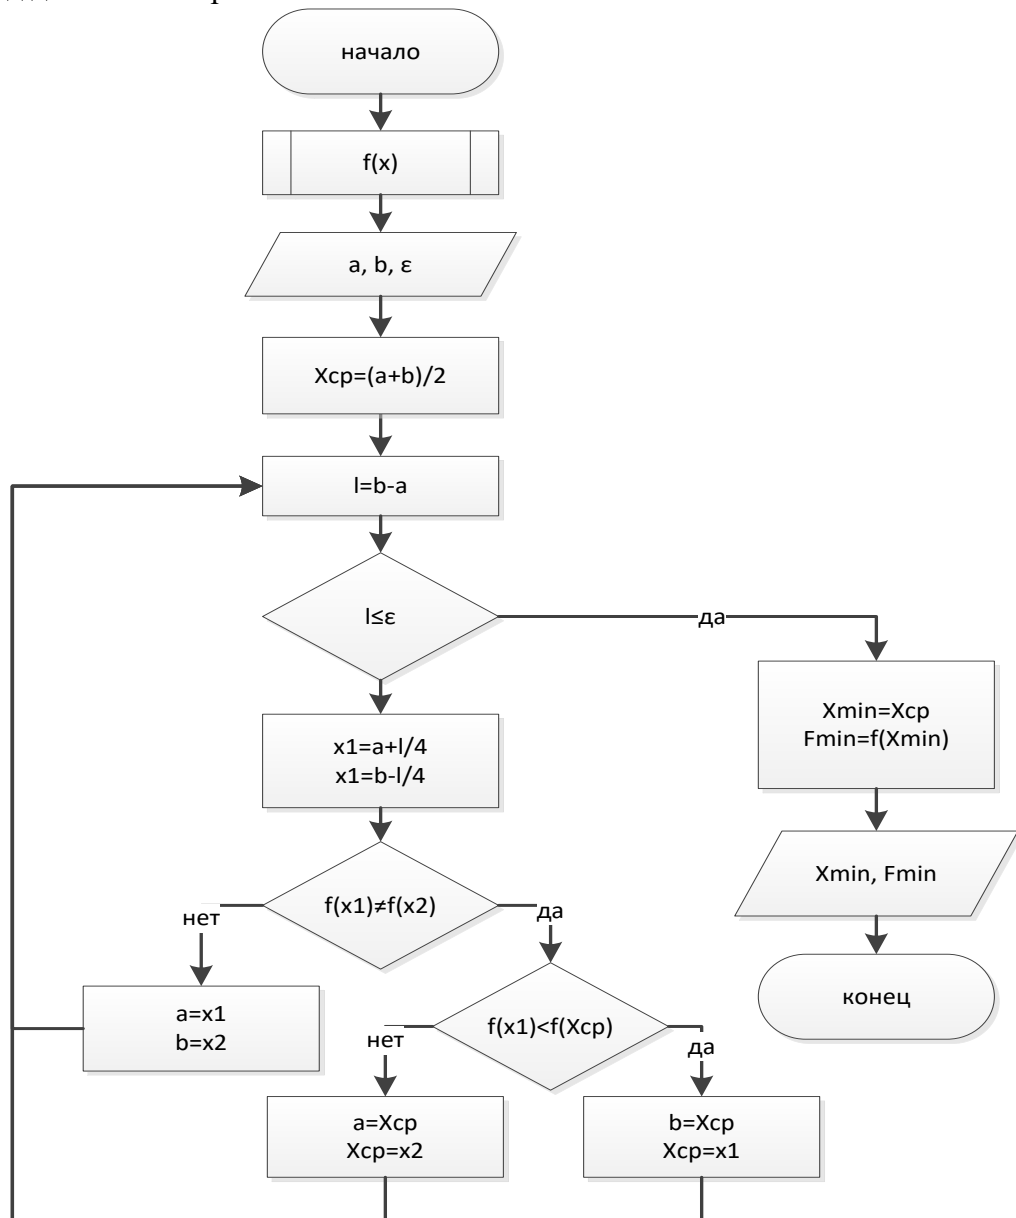 начало
f(x)
a, b, ε
Xcp=(a+b)/2
l=b-a
l≤ε
да
Xmin=Xcp
Fmin=f(Xmin)
x1=a+l/4
x1=b-l/4
Xmin, Fmin
f(x1)≠f(x2)
нет
да
конец
a=x1
b=x2
f(x1)<f(Xcp)
нет
да
a=Xcp
Xcp=x2
b=Xcp
Xcp=x1